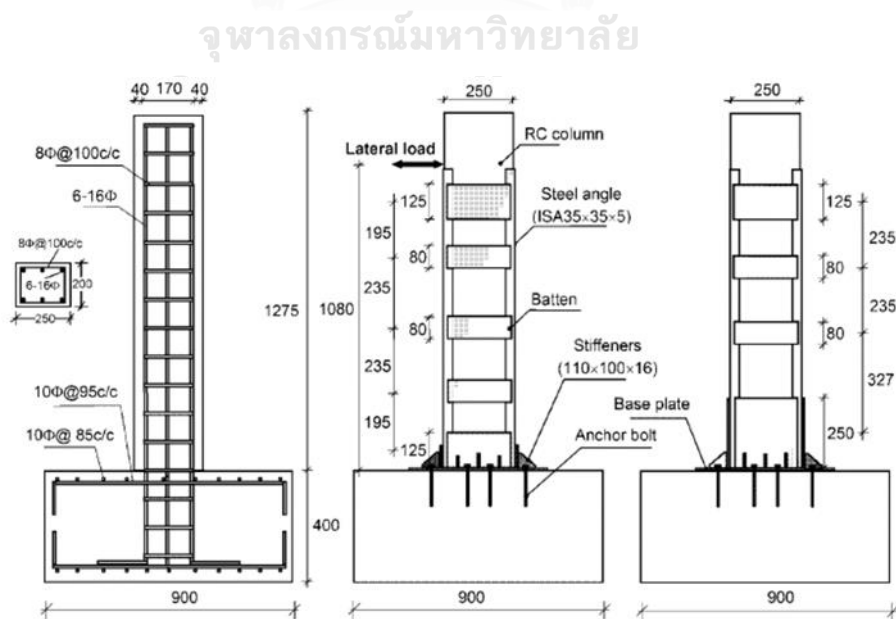 จุฬาลงกรณ์มหาวิทยาลัย
40 170 40
8Φ@100c/c
6-16Φ
8Φ@100c/c
6-16Φ
200
250
1275
10Φ@95c/c
10Φ@ 85c/c
400
900
250
Lateral load
RC column
125
195
Steel angle
(ISA35×35×5)
80
235
1080
Batten
80
Stiffeners
(110×100×16)
235
195
Base plate
125
Anchor bolt
900
250
125
235
80
235
80
327
250
900